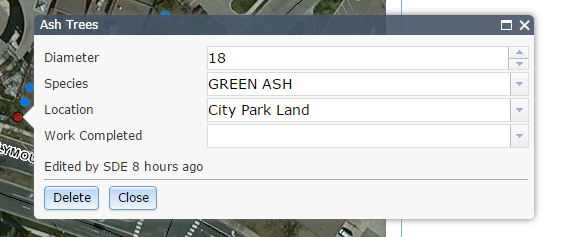 Ash Trees
Diameter 18
Species GREEN ASH
Location City Park Land
Work Completed
Edited by SDE 8 hours ago
Delete Close